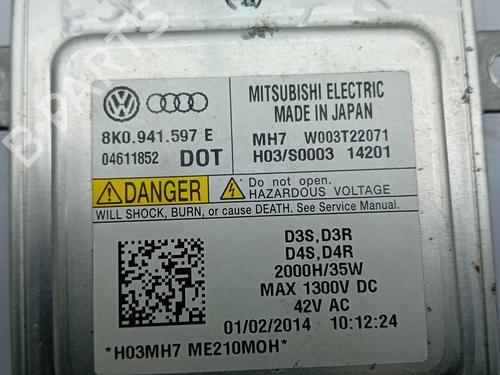 MITSUBISHI ELECTRIC
MADE IN JAPAN
8K0.941.597 E
MH7 W003T22071
04611852 DOT
H03/S0003 14201
DANGER
Do not open.
HAZARDOUS VOLTAGE
WILL SHOCK, BURN, or cause DEATH. See Service Manual.
D3S,D3R
D4S,D4R
2000H/35W
MAX 1300V DC
42V AC
01/02/2014 10:12:24
*H03MH7 ME210MOH*